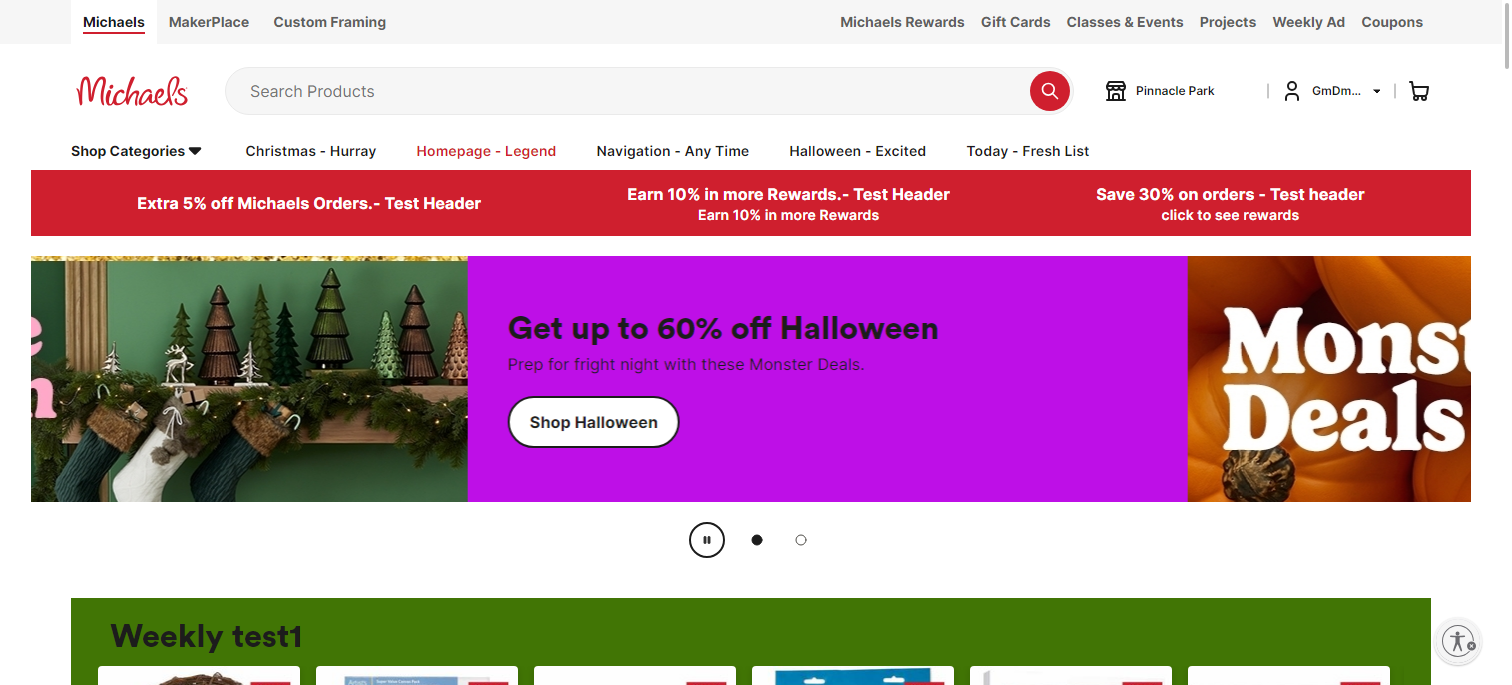 Michaels
MakerPlace
Custom Framing
Michaels Rewards
Gift Cards
Classes & Events
Projects
Weekly Ad
Coupons
Michaels
Search Products
Pinnacle Park
GmDm...
Shop Categories
Christmas - Hurray
Homepage - Legend
Navigation - Any Time
Halloween - Excited
Today - Fresh List
Extra 5% off Michaels Orders.- Test Header
Earn 10% in more Rewards.- Test Header
Earn 10% in more Rewards
Save 30% on orders - Test header
click to see rewards
Get up to 60% off Halloween
Prep for fright night with these Monster Deals.
Shop Halloween
Monst
Deals
Weekly test1